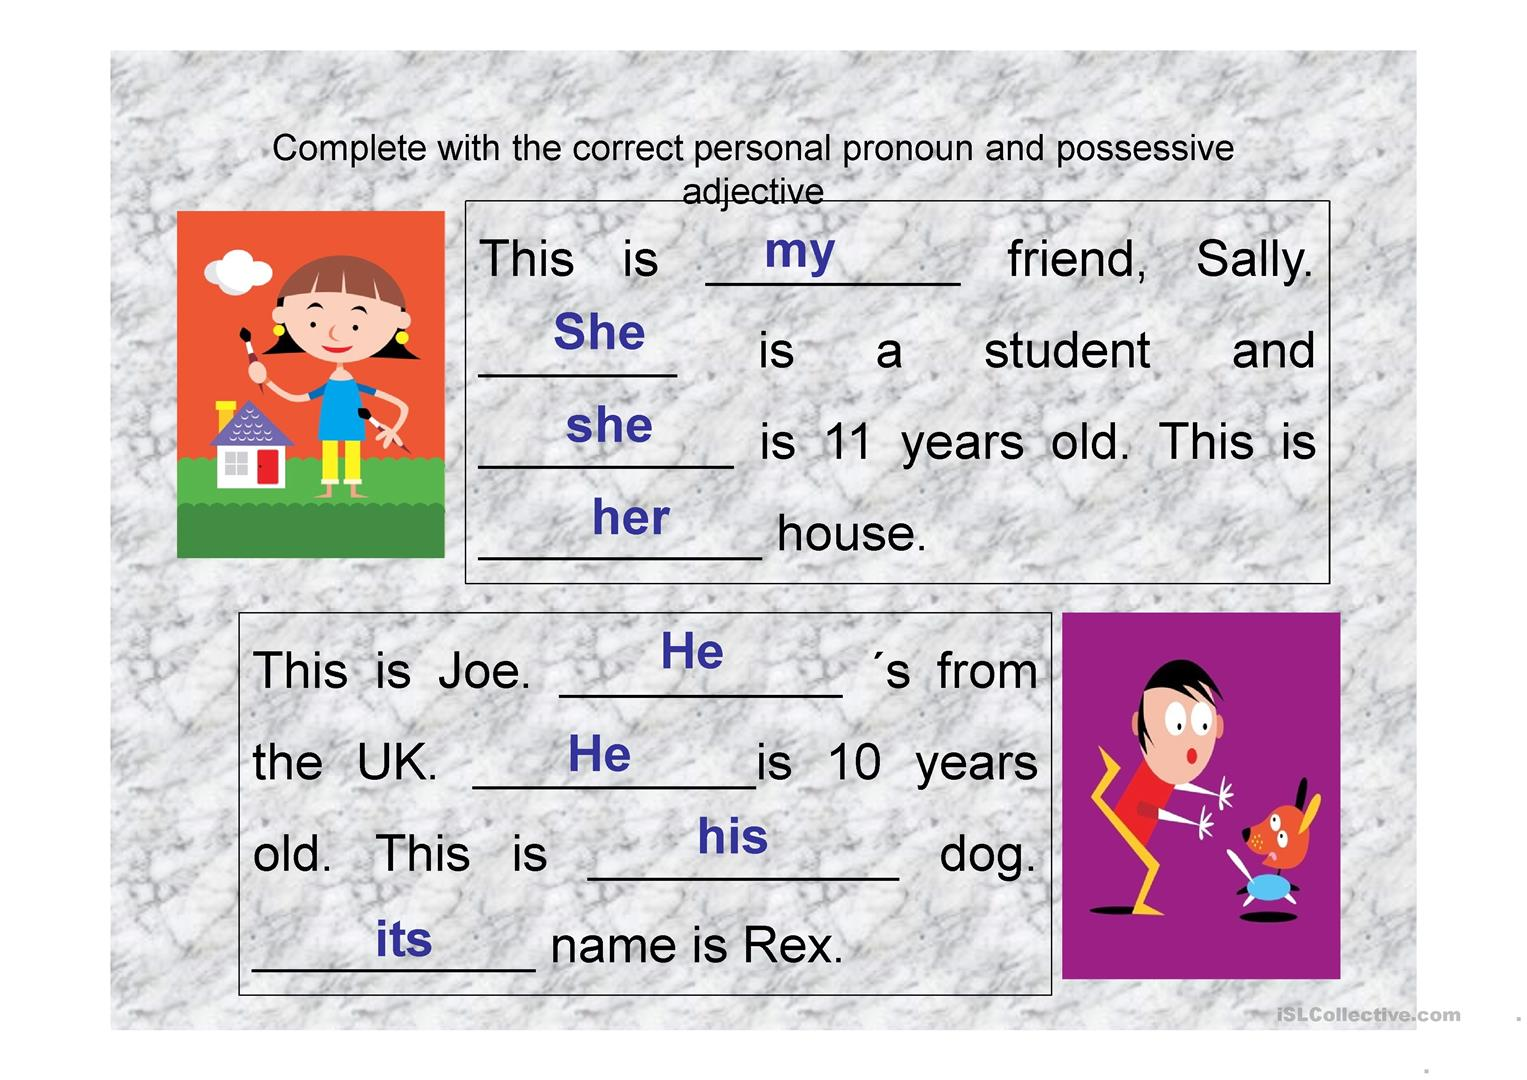 Complete with the correct personal pronoun and possessive
adjective
This is my friend, Sally.
She is a student and
she is 11 years old. This is
her house.
This is Joe. He ´s from
the UK. He is 10 years
old. This is his dog.
its name is Rex.
iSLCollective.com